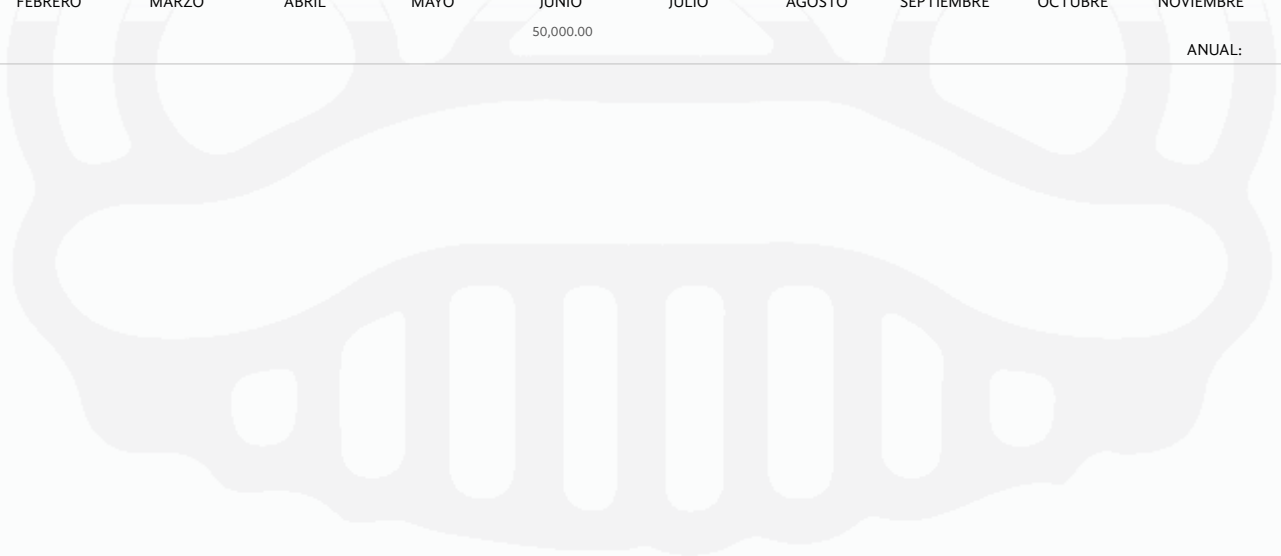 FEBRERO MARZO ABRIL MAYO JUNIO JULIO AGOSTO SEPTIEMBRE OCTUBRE NOVIEMBRE
50,000.00
ANUAL: